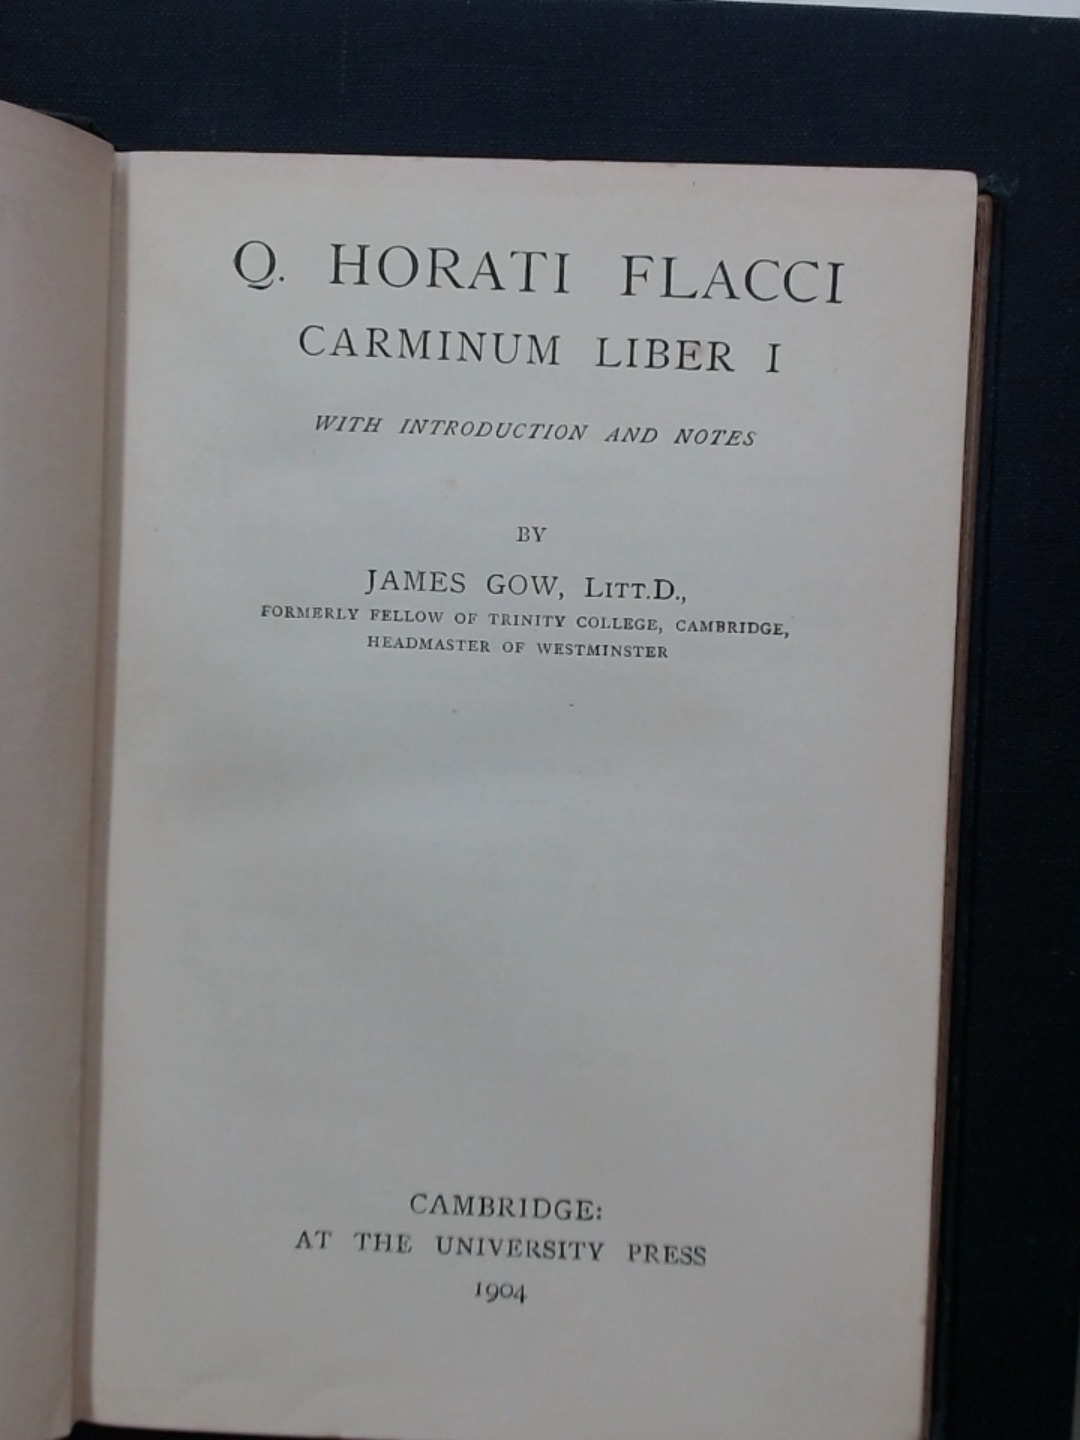 Q. HORATI FLACCI
CARMINUM LIBER I
WITH INTRODUCTION AND NOTES
BY
JAMES GOW, LITT.D.,
FORMERLY FELLOW OF TRINITY COLLEGE, CAMBRIDGE,
HEADMASTER OF WESTMINSTER
CAMBRIDGE:
AT THE UNIVERSITY PRESS
1904